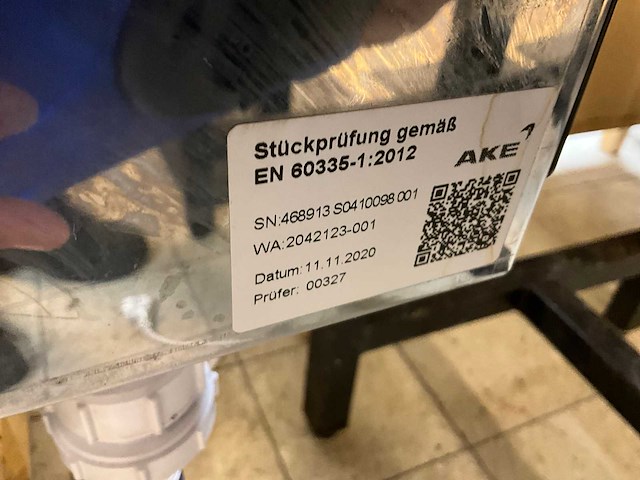 Stückprüfung gemäß
EN 60335-1:2012
AKE
SN:468913 S0410098 001
WA:2042123-001
Datum:11.11.2020
Prüfer: 00327